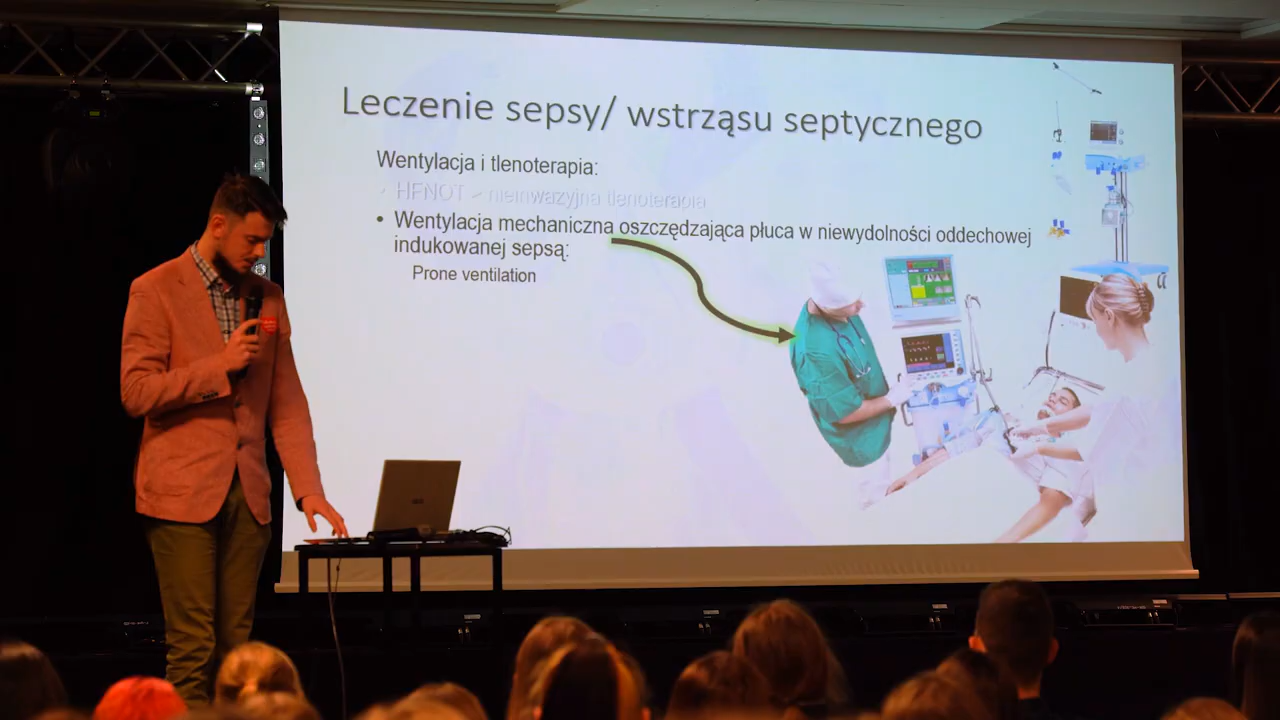 Leczenie sepsy/ wstrząsu septycznego
Wentylacja i tlenoterapia:
✓ HFNOT – nieinwazyjna tlenoterapia
• Wentylacja mechaniczna oszczędzająca płuca w niewydolności oddechowej
indukowanej sepsą:
Prone ventilation